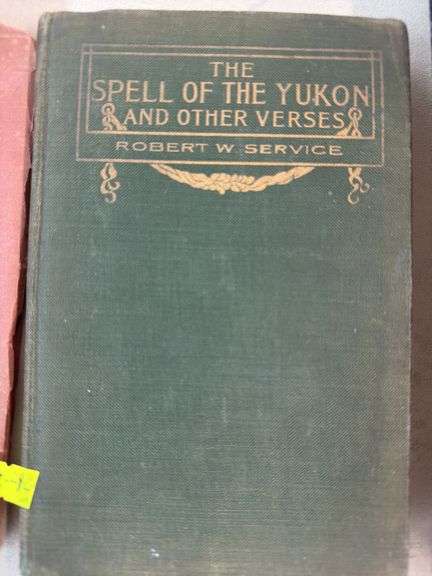 THE
SPELL OF THE YUKON
AND OTHER VERSES
ROBERT W SERVICE